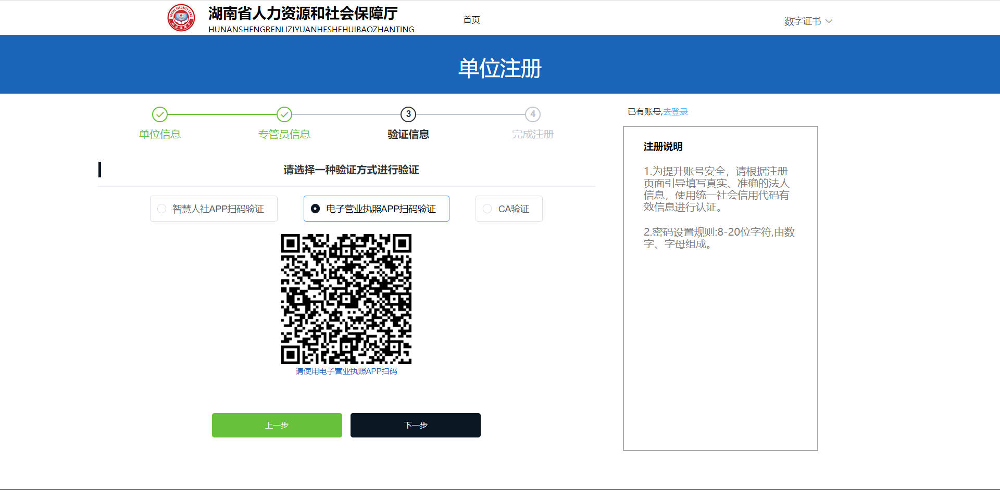 湖南省人力资源和社会保障厅
HUNANSHENGRENLIZIYUANHESHEHUIBAOZHANTING
首页
数字证书
单位注册
3
4
单位信息
专管员信息
验证信息
完成注册
已有账号,去登录
请选择一种验证方式进行验证
智慧人社APP扫码验证
电子营业执照APP扫码验证
CA验证
请使用电子营业执照APP扫码
上一步
下一步
注册说明
1.为提升账号安全，请根据注册
页面引导填写真实、准确的法人
信息，使用统一社会信用代码有
效信息进行认证。
2.密码设置规则:8-20位字符,由数
字、字母组成。